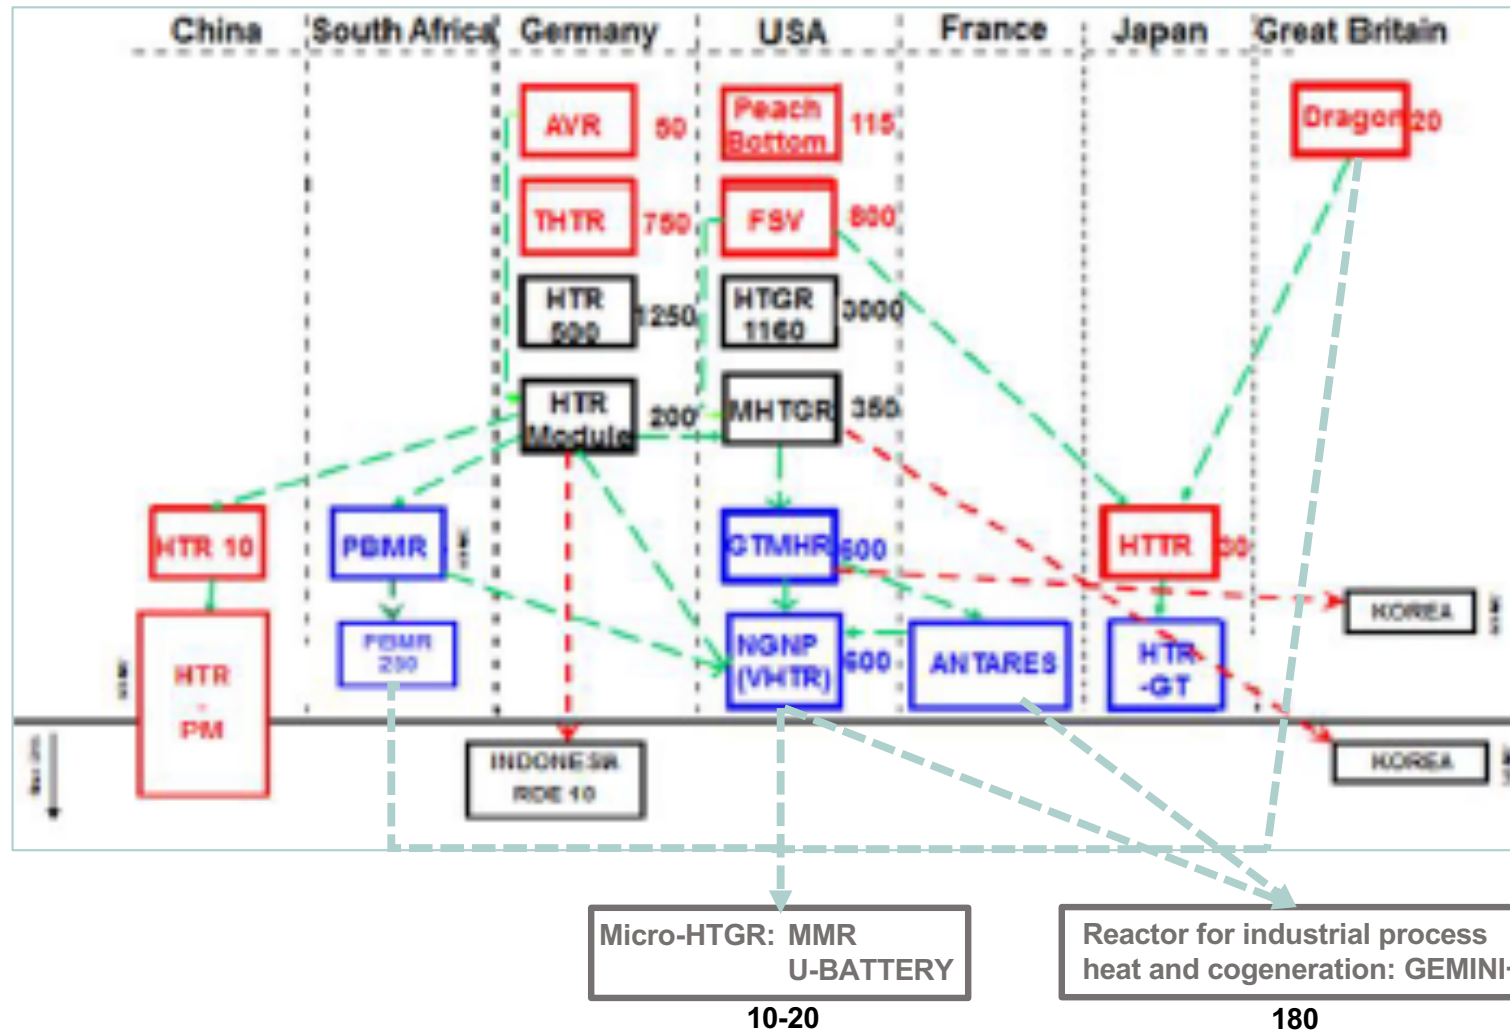 China South Africa Germany USA France Japan Great Britain
AVR 50
Peach
Bottom 115
Dragon 20
THTR 750
FSV 800
HTR
500 1250
HTGR
1160 3000
HTR
Module 200
MHTGR 350
HTR 10
PBMR
GTMHR 600
HTTR 30
KOREA
HTR
-
PM
PBMR
250
NGNP
(VHTR) 600
ANTARES
HTR
-GT
INDONESIA
RDE 10
KOREA
Micro-HTGR: MMR
U-BATTERY
10-20
Reactor for industrial process
heat and cogeneration: GEMINI+
180